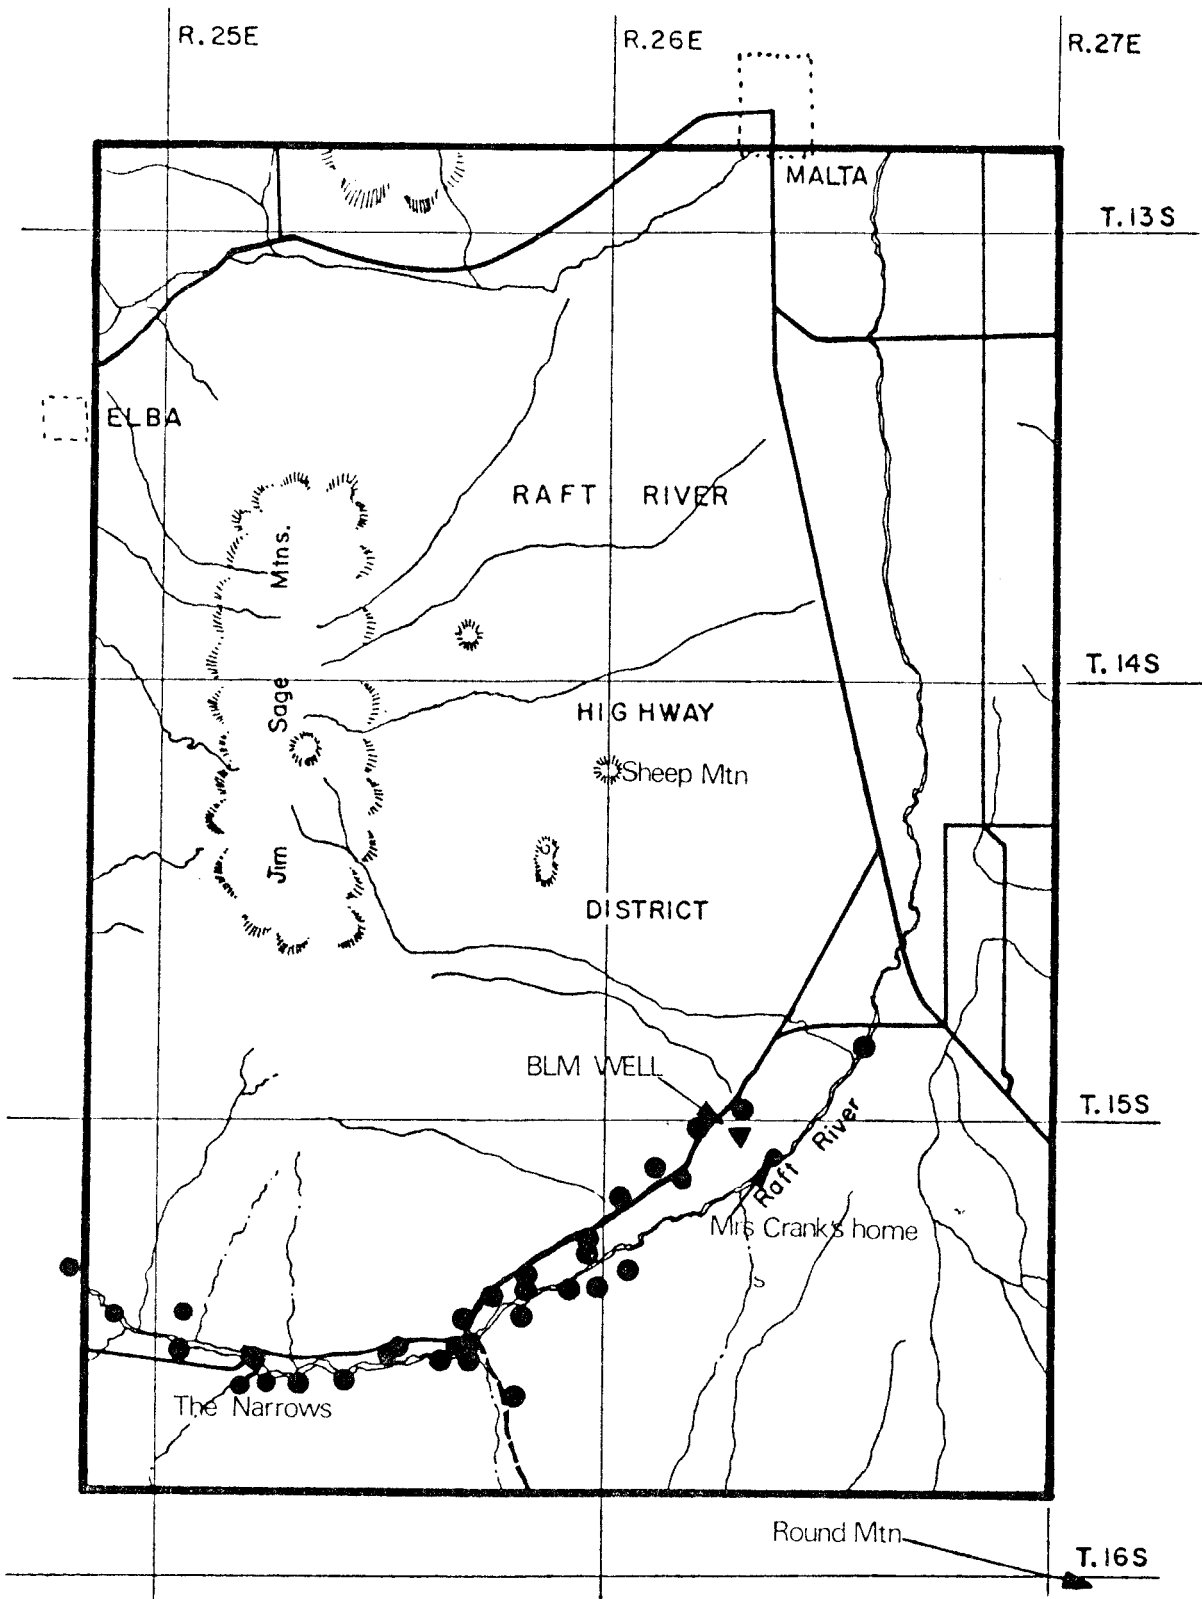 R.25E
R.26E
R.27E
MALTA
T.13S
ELBA
RAFT RIVER
Jim Sage Mtns.
T.14S
HIGHWAY
Sheep Mtn
DISTRICT
BLM WELL
T.15S
Raft River
Mrs Crank's home
The Narrows
Round Mtn
T.16S